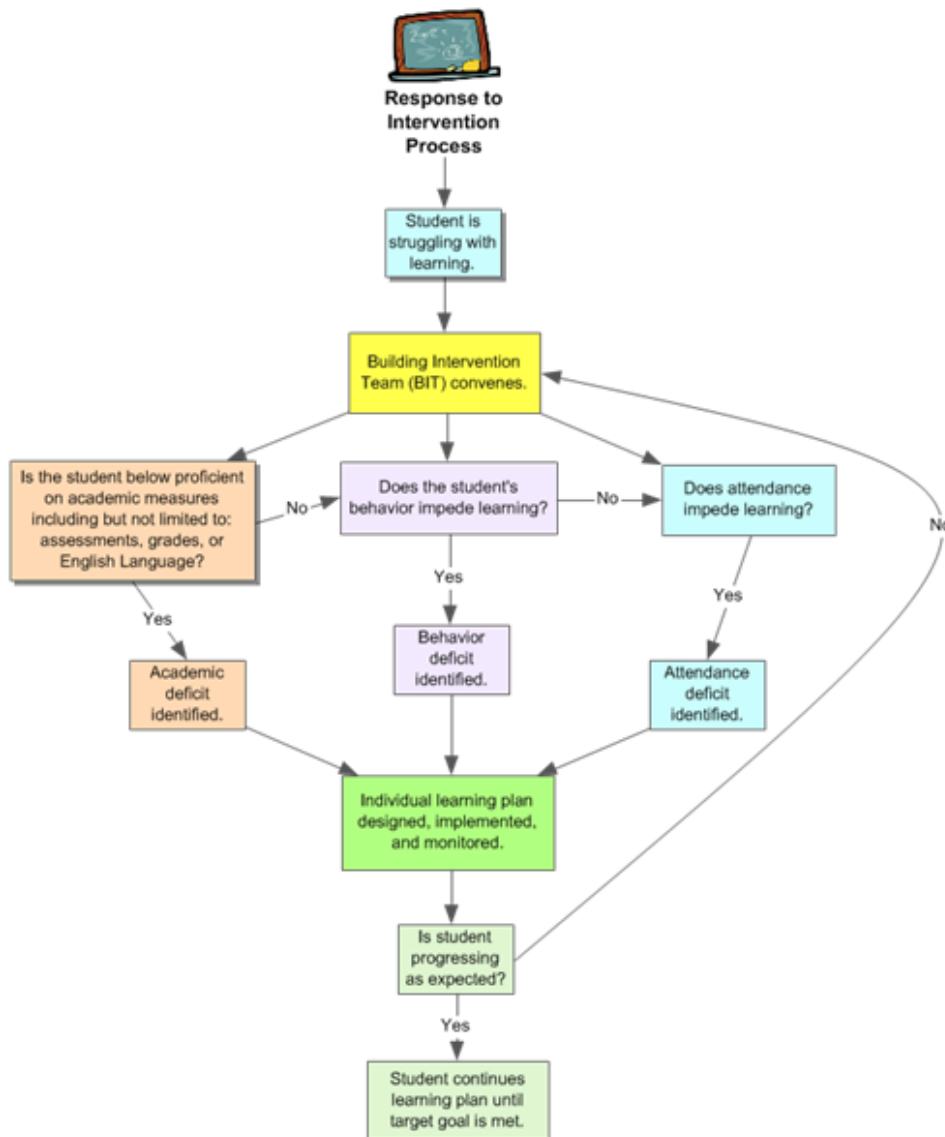 Response to
Intervention
Process
Student is
struggling with
learning.
Building Intervention
Team (BIT) convenes.
Is the student below proficient
on academic measures
including but not limited to:
assessments, grades, or
English Language?
No
Does the student's
behavior impede learning?
No
Does attendance
impede learning?
No
Yes
Yes
Yes
Academic
deficit
identified.
Behavior
deficit
identified.
Attendance
deficit
identified.
Individual learning plan
designed, implemented,
and monitored.
Is student
progressing
as expected?
Yes
Student continues
learning plan until
target goal is met.